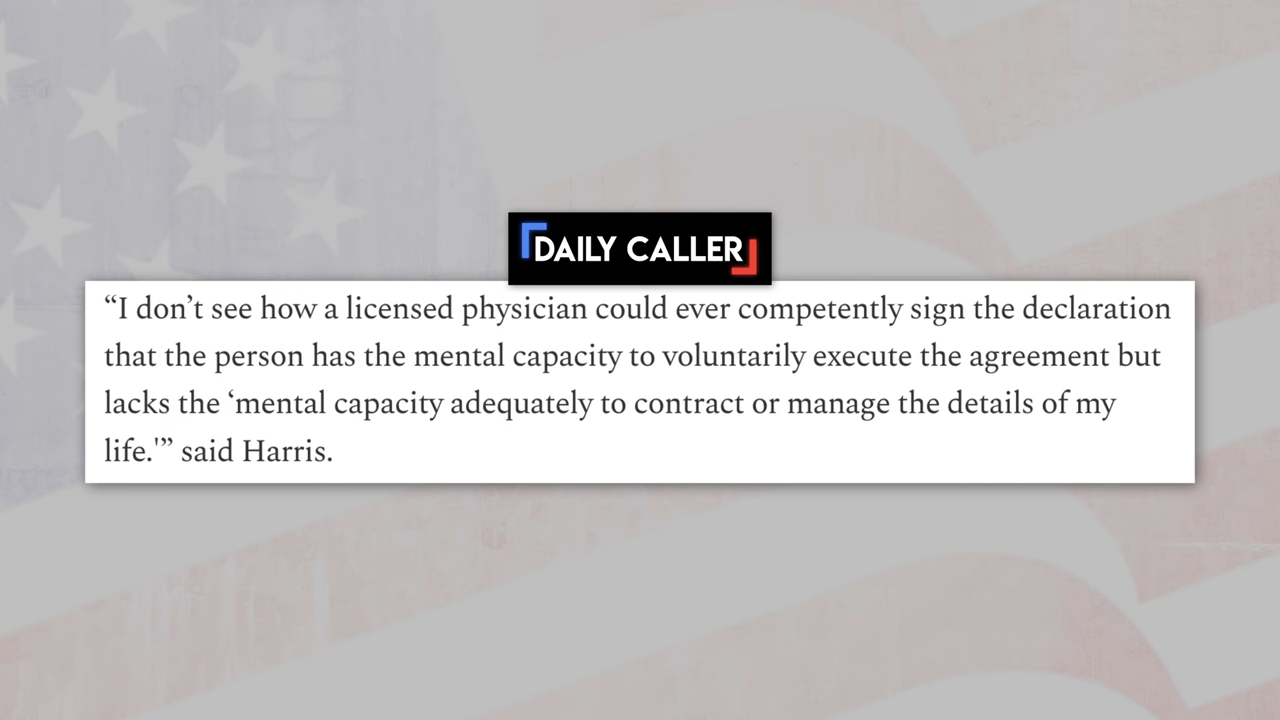 DAILY CALLER
“I don’t see how a licensed physician could ever competently sign the declaration
that the person has the mental capacity to voluntarily execute the agreement but
lacks the ‘mental capacity adequately to contract or manage the details of my
life.'” said Harris.